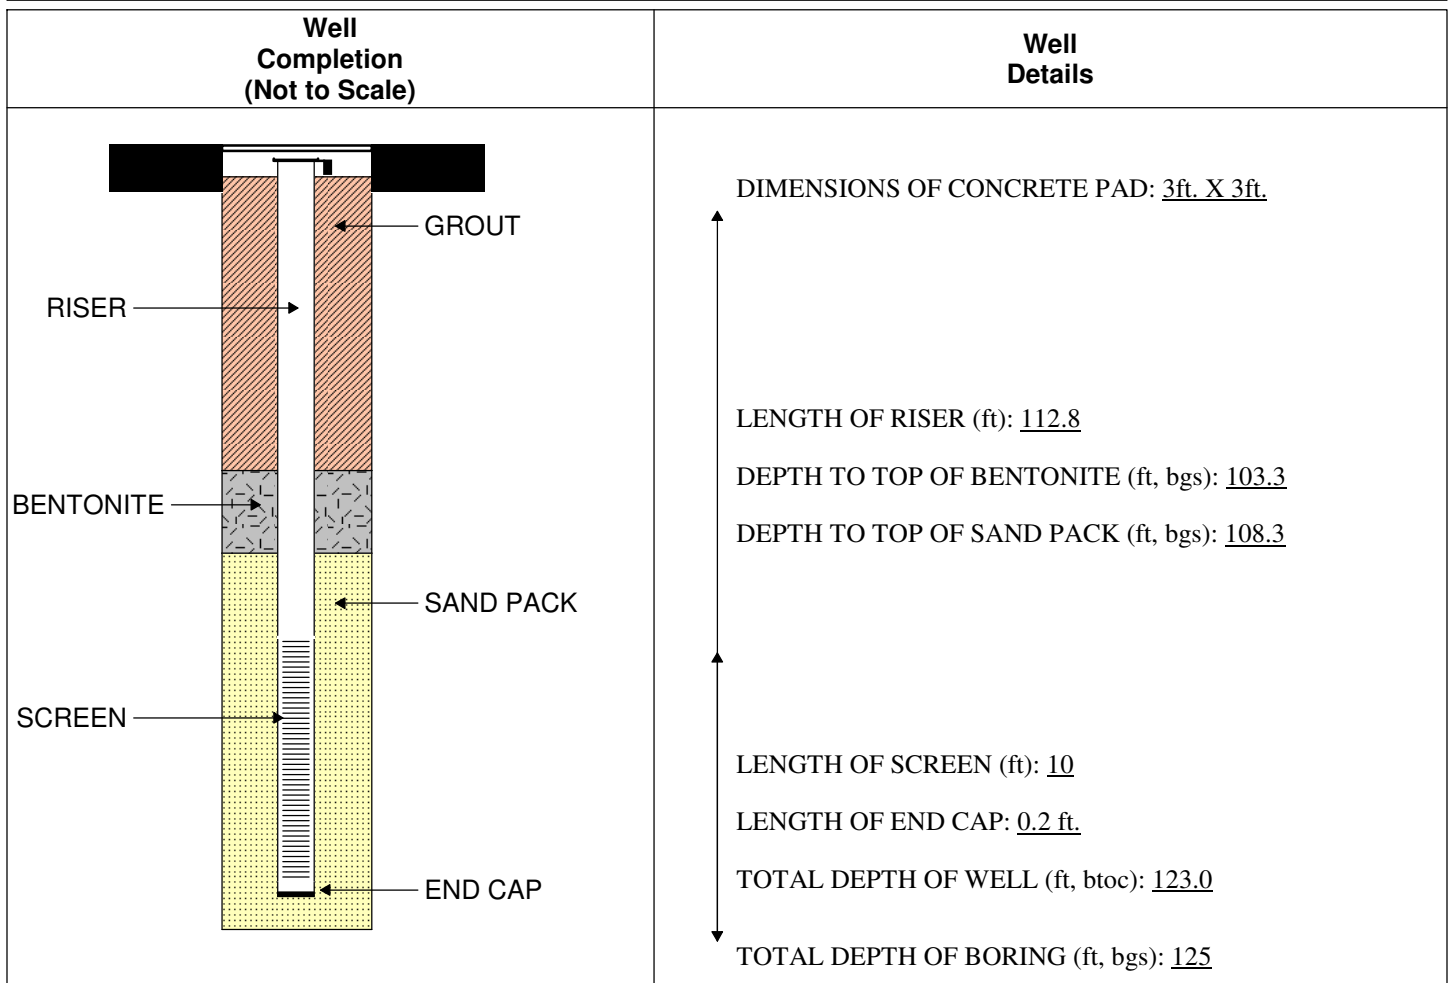 Well
Completion
(Not to Scale)
Well
Details
GROUT
RISER
BENTONITE
SAND PACK
SCREEN
END CAP
DIMENSIONS OF CONCRETE PAD: 3ft. X 3ft.
LENGTH OF RISER (ft): 112.8
DEPTH TO TOP OF BENTONITE (ft, bgs): 103.3
DEPTH TO TOP OF SAND PACK (ft, bgs): 108.3
LENGTH OF SCREEN (ft): 10
LENGTH OF END CAP: 0.2 ft.
TOTAL DEPTH OF WELL (ft, btoc): 123.0
TOTAL DEPTH OF BORING (ft, bgs): 125